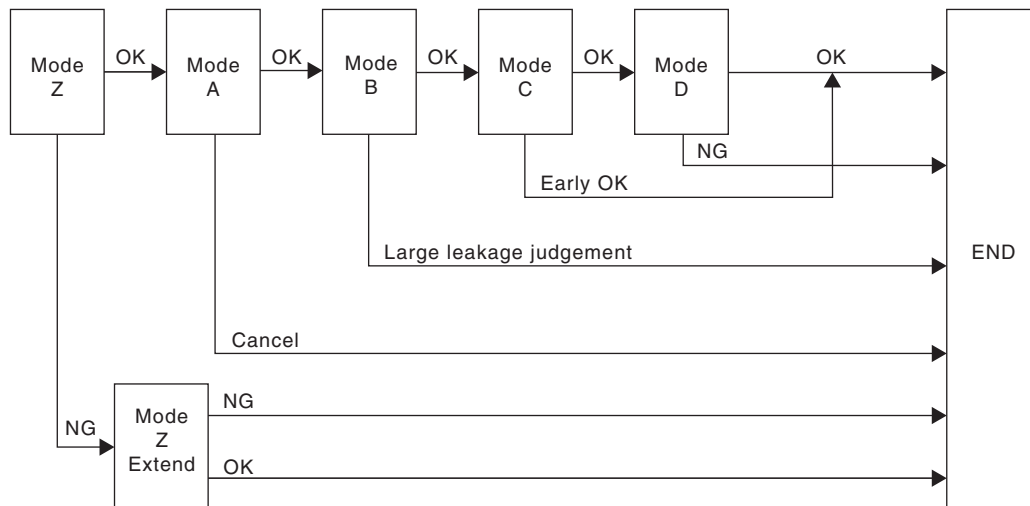 Mode
Z
OK
Mode
A
OK
Mode
B
OK
Mode
C
OK
Mode
D
OK
NG
Early OK
Large leakage judgement
END
Cancel
NG
Mode
Z
Extend
NG
OK